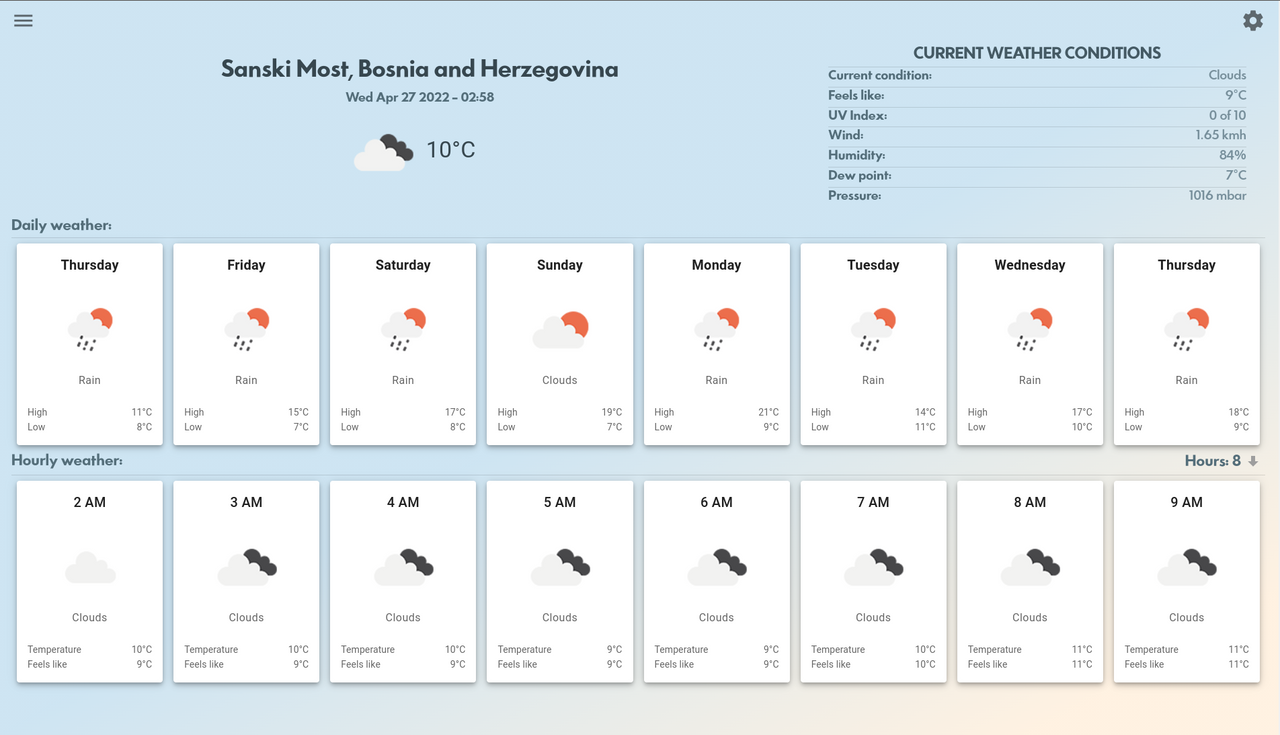 Sanski Most, Bosnia and Herzegovina
Wed Apr 27 2022 - 02:58
10°C
CURRENT WEATHER CONDITIONS
Current condition: Clouds
Feels like: 9°C
UV Index: 0 of 10
Wind: 1.65 kmh
Humidity: 84%
Dew point: 7°C
Pressure: 1016 mbar
Daily weather:
Thursday Friday Saturday Sunday Monday Tuesday Wednesday Thursday
Rain Rain Rain Clouds Rain Rain Rain Rain
High 11°C High 15°C High 17°C High 19°C High 21°C High 14°C High 17°C High 18°C
Low 8°C Low 7°C Low 8°C Low 7°C Low 9°C Low 11°C Low 10°C Low 9°C
Hourly weather: Hours: 8
2 AM 3 AM 4 AM 5 AM 6 AM 7 AM 8 AM 9 AM
Clouds Clouds Clouds Clouds Clouds Clouds Clouds Clouds
Temperature 10°C Temperature 10°C Temperature 10°C Temperature 9°C Temperature 9°C Temperature 10°C Temperature 11°C Temperature 11°C
Feels like 9°C Feels like 9°C Feels like 9°C Feels like 9°C Feels like 9°C Feels like 10°C Feels like 11°C Feels like 11°C